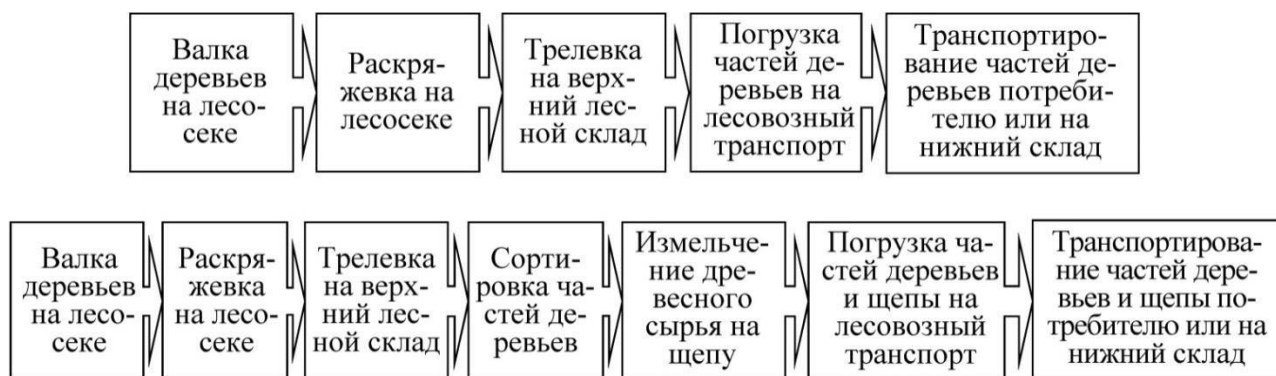 Валка
деревьев
на лесо-
секе
Раскря-
жевка на
лесосеке
Трелевка
на верх-
ний лес-
ной склад
Погрузка
частей де-
ревьев на
лесовозный
транспорт
Транспортиро-
вание частей де-
ревьев потреби-
телю или на
нижний склад
Валка
деревьев
на лесо-
секе
Раскря-
жевка
на лесо-
секе
Трелевка
на верх-
ний лес-
ной склад
Сорти-
ровка ча-
стей де-
ревьев
Измельче-
ние дре-
весного
сырья на
щепу
Погрузка ча-
стей деревьев
и щепы на
лесовозный
транспорт
Транспортирова-
ние частей дере-
вьев и щепы по-
требителю или на
нижний склад